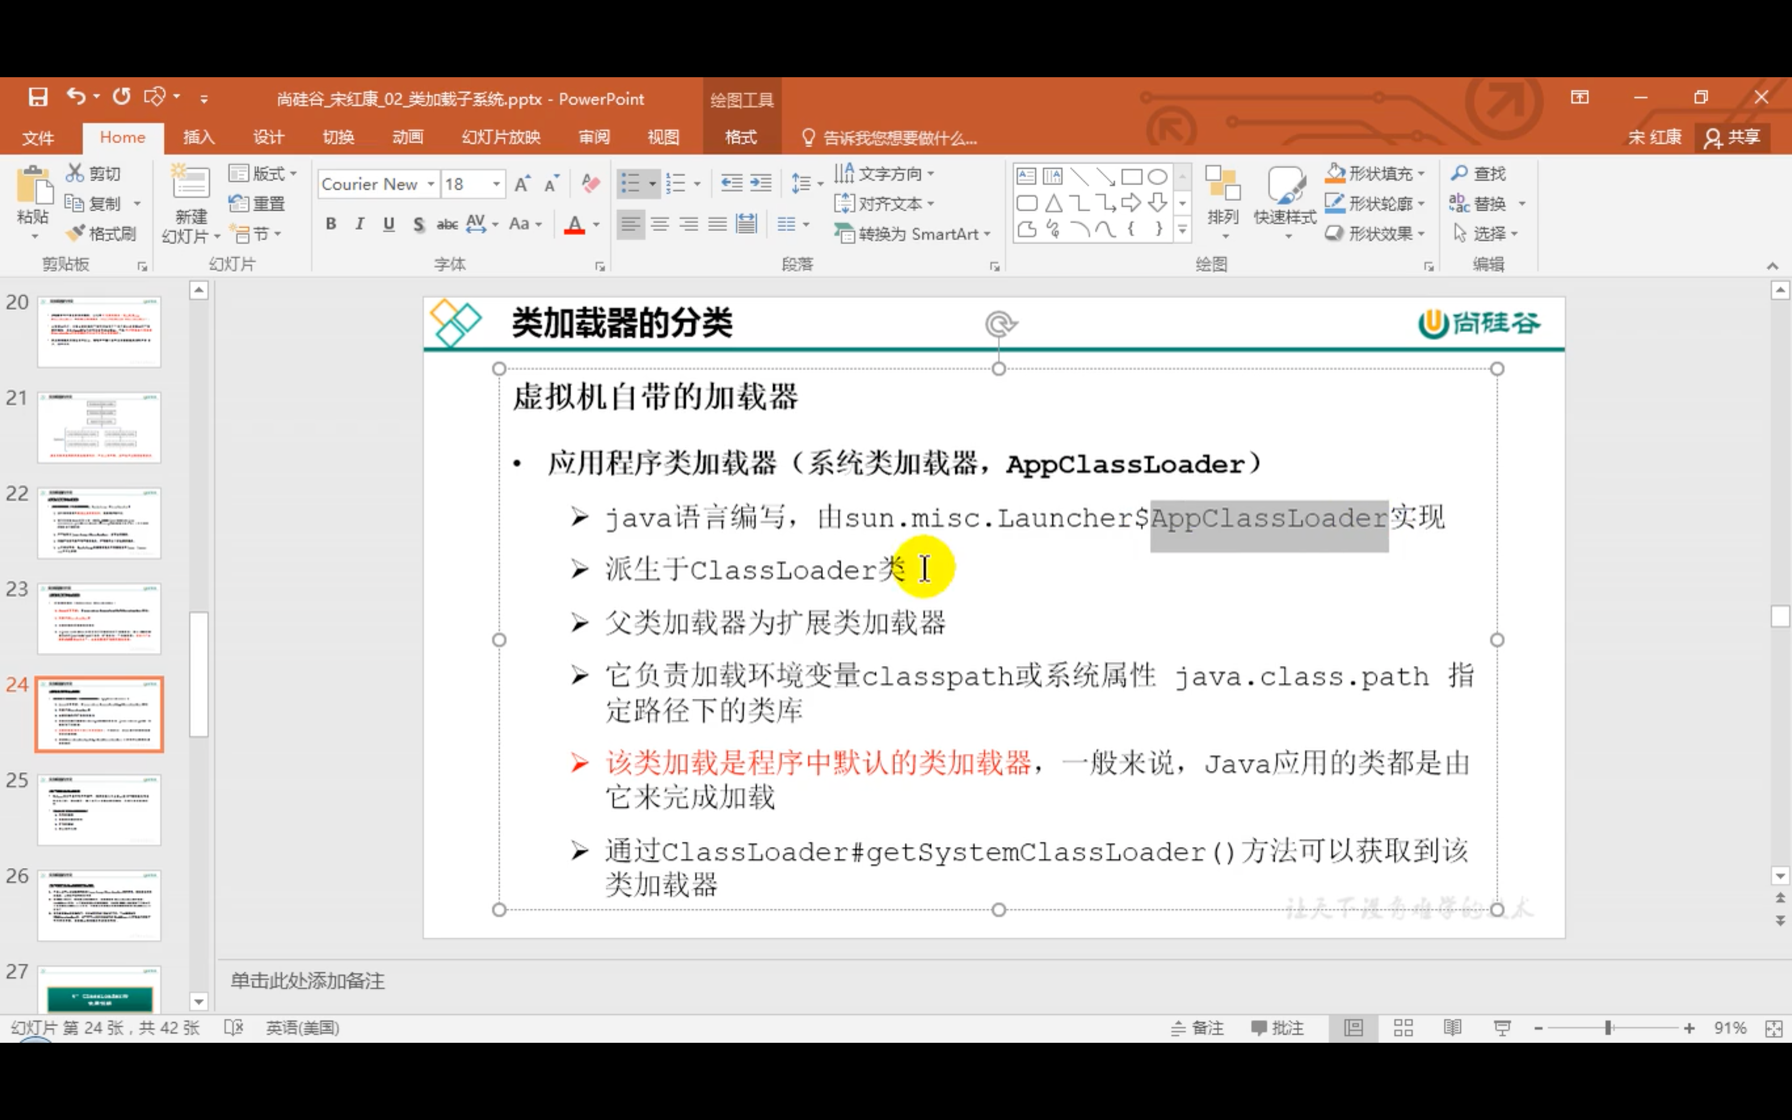 尚硅谷_宋红康_02_类加载子系统.pptx - PowerPoint
绘图工具
文件
Home
插入
设计
切换
动画
幻灯片放映
审阅
视图
格式
告诉我您想要做什么...
宋 红康
共享
粘贴
剪切
复制
格式刷
剪贴板
新建
幻灯片
版式
重置
节
幻灯片
Courier New
18
B I U S abc AV Aa A
字体
文字方向
对齐文本
转换为 SmartArt
段落
排列
快速样式
形状填充
形状轮廓
形状效果
绘图
查找
替换
选择
编辑
20
21
22
23
24
25
26
27
类加载器的分类
尚硅谷
虚拟机自带的加载器
• 应用程序类加载器（系统类加载器，AppClassLoader）
➢ java语言编写，由sun.misc.Launcher$AppClassLoader实现
➢ 派生于ClassLoader类
➢ 父类加载器为扩展类加载器
➢ 它负责加载环境变量classpath或系统属性 java.class.path 指
定路径下的类库
➢ 该类加载是程序中默认的类加载器，一般来说，Java应用的类都是由
它来完成加载
➢ 通过ClassLoader#getSystemClassLoader()方法可以获取到该
类加载器
让天下没有难学的技术
单击此处添加备注
幻灯片 第 24 张，共 42 张
英语(美国)
备注
批注
91%